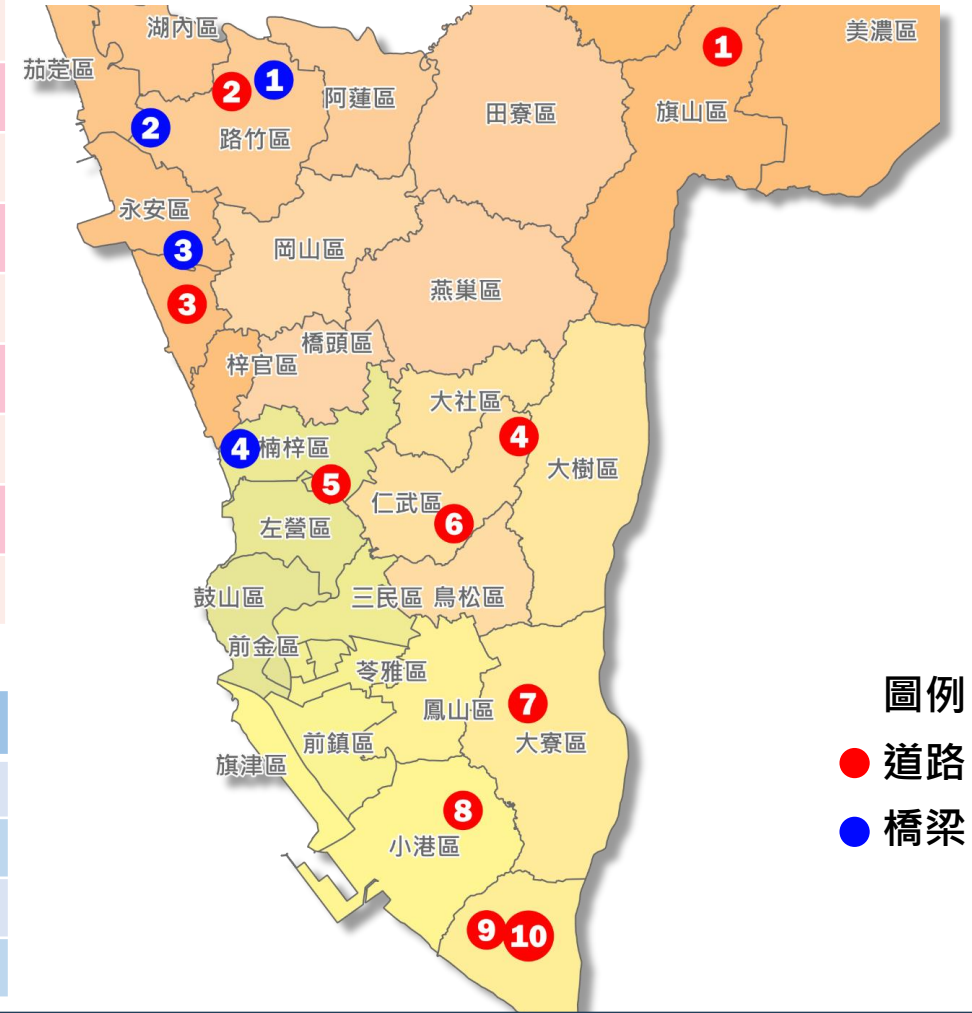 湖內區
美濃區
茄萣區
1
1
2
阿蓮區
田寮區
旗山區
2
路竹區
永安區
3
岡山區
燕巢區
3
橋頭區
梓官區
大社區
4
4
楠梓區
大樹區
5
仁武區
6
左營區
鼓山區
三民區
鳥松區
前金區
苓雅區
鳳山區
7
前鎮區
大寮區
旗津區
8
小港區
9
10
圖例
道路
橋梁